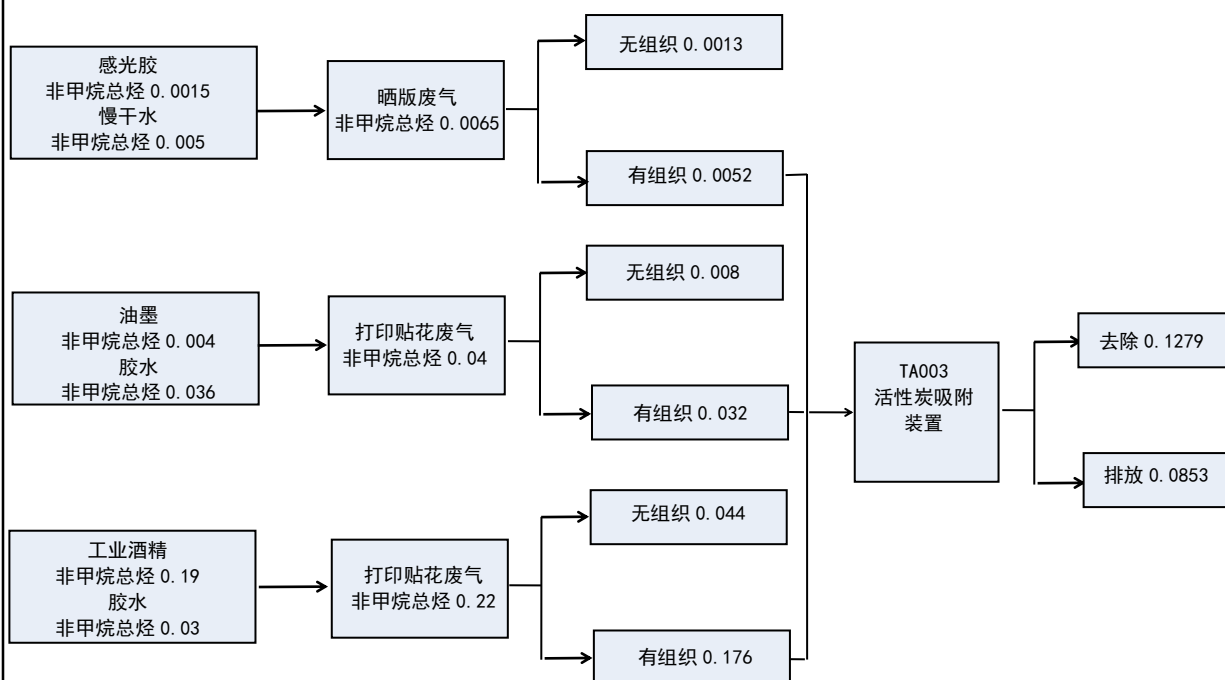 感光胶
非甲烷总烃 0.0015
慢干水
非甲烷总烃 0.005
晒版废气
非甲烷总烃 0.0065
无组织 0.0013
有组织 0.0052
油墨
非甲烷总烃 0.004
胶水
非甲烷总烃 0.036
打印贴花废气
非甲烷总烃 0.04
无组织 0.008
有组织 0.032
工业酒精
非甲烷总烃 0.19
胶水
非甲烷总烃 0.03
打印贴花废气
非甲烷总烃 0.22
无组织 0.044
有组织 0.176
TA003
活性炭吸附
装置
去除 0.1279
排放 0.0853